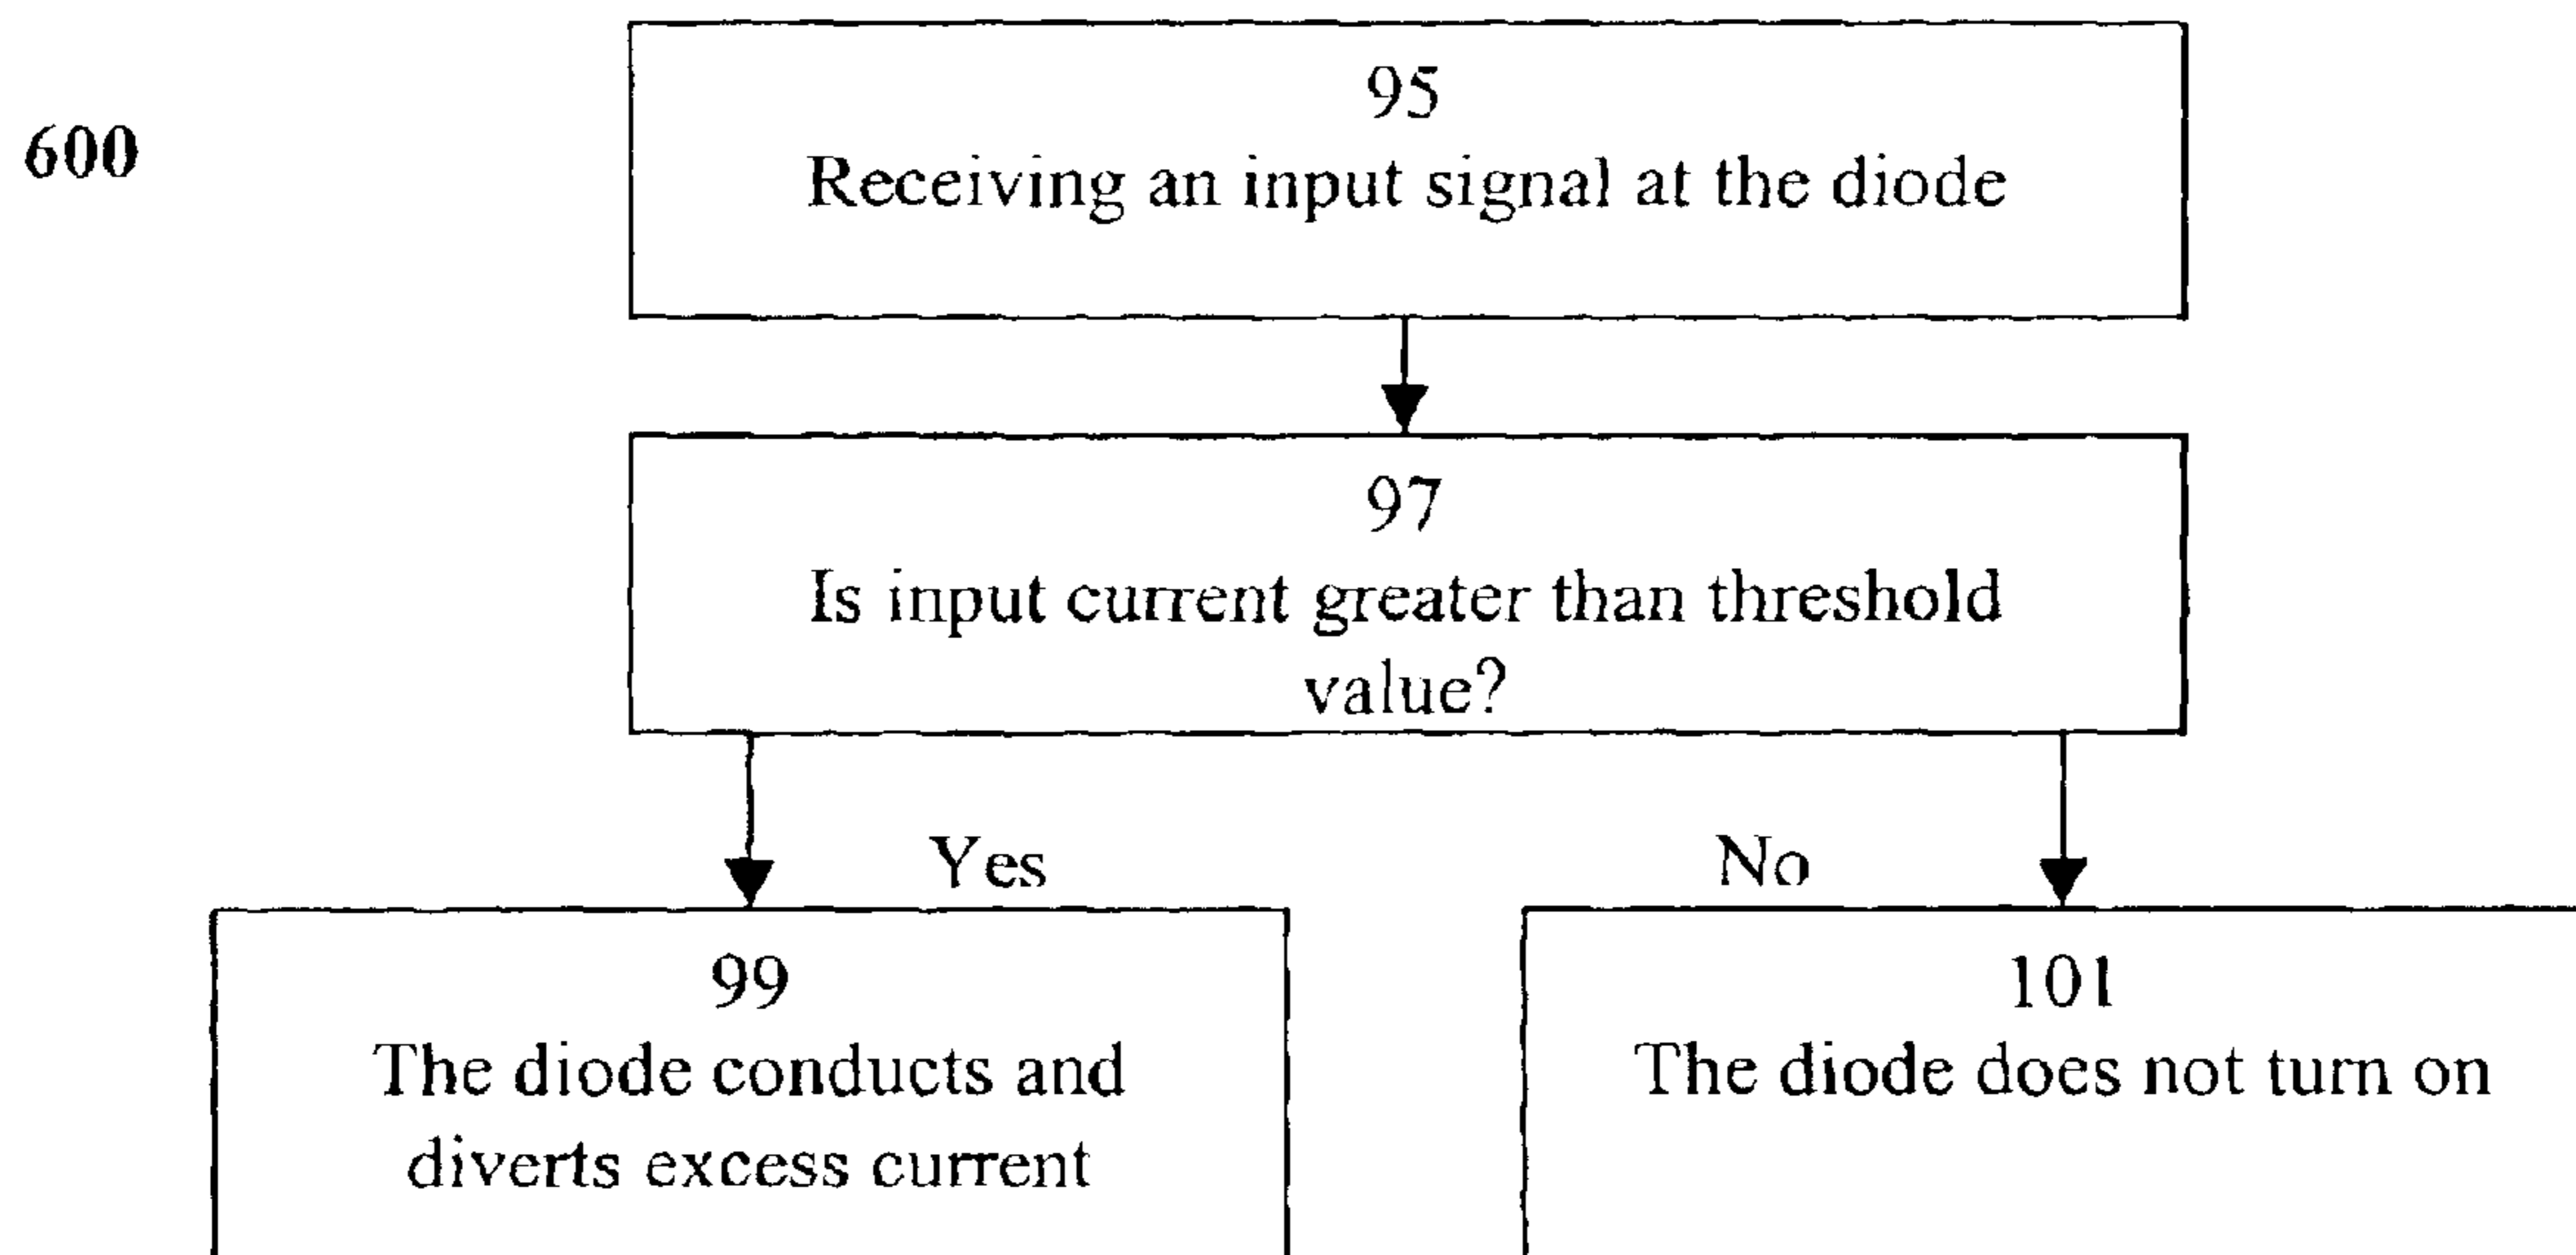 600
95
Receiving an input signal at the diode
97
Is input current greater than threshold
value?
Yes
No
99
The diode conducts and
diverts excess current
101
The diode does not turn on